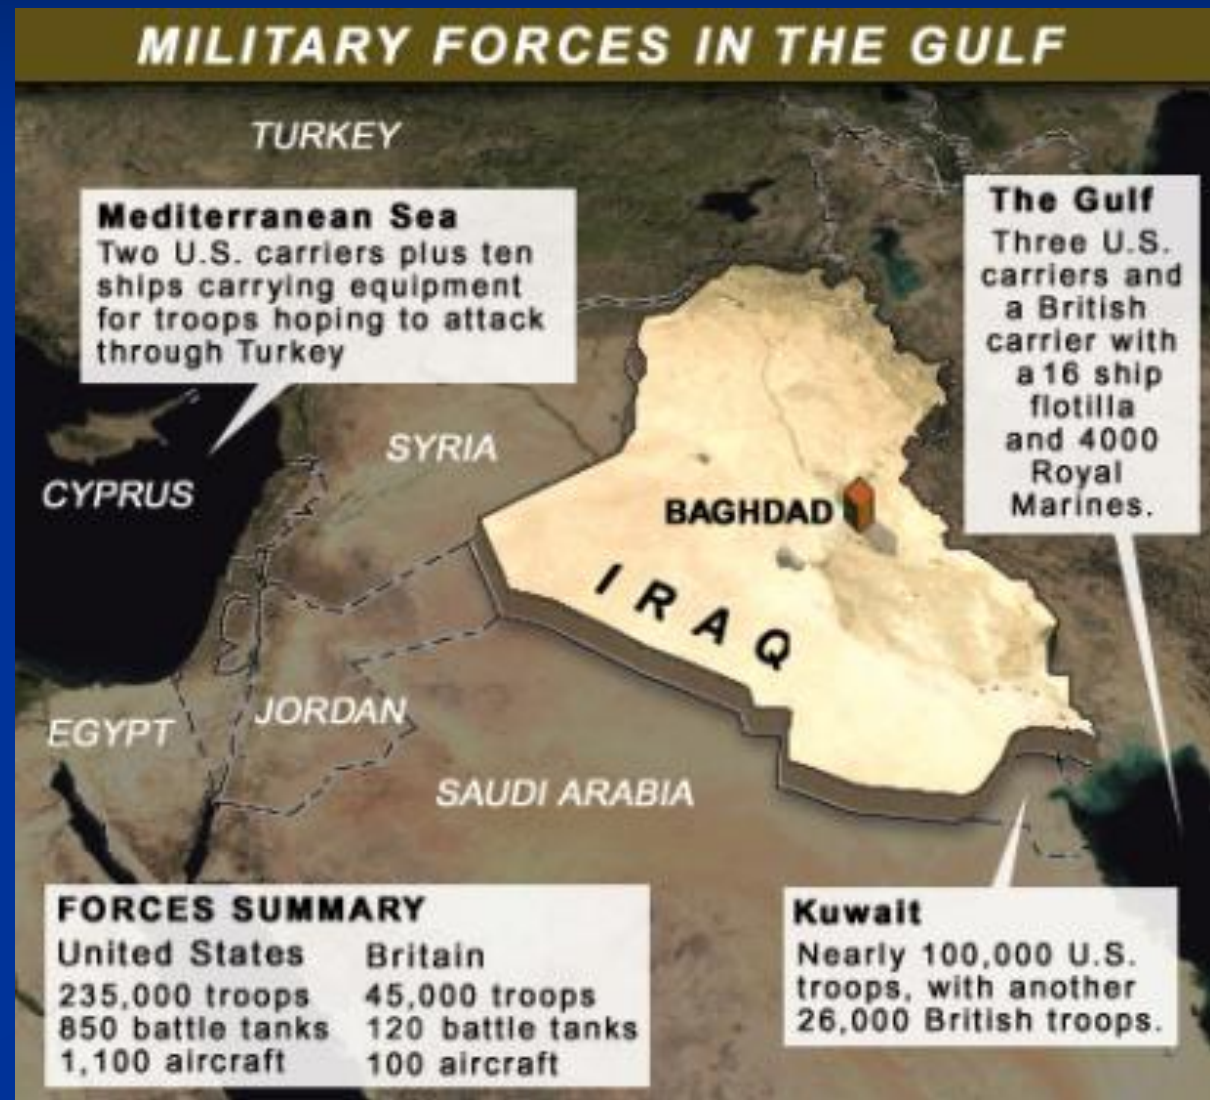 MILITARY FORCES IN THE GULF
TURKEY
Mediterranean Sea
Two U.S. carriers plus ten
ships carrying equipment
for troops hoping to attack
through Turkey
The Gulf
Three U.S.
carriers and
a British
carrier with
a 16 ship
flotilla
and 4000
Royal
Marines.
SYRIA
CYPRUS
BAGHDAD
IRAQ
JORDAN
EGYPT
SAUDI ARABIA
FORCES SUMMARY
United States Britain
235,000 troops 45,000 troops
850 battle tanks 120 battle tanks
1,100 aircraft 100 aircraft
Kuwait
Nearly 100,000 U.S.
troops, with another
26,000 British troops.